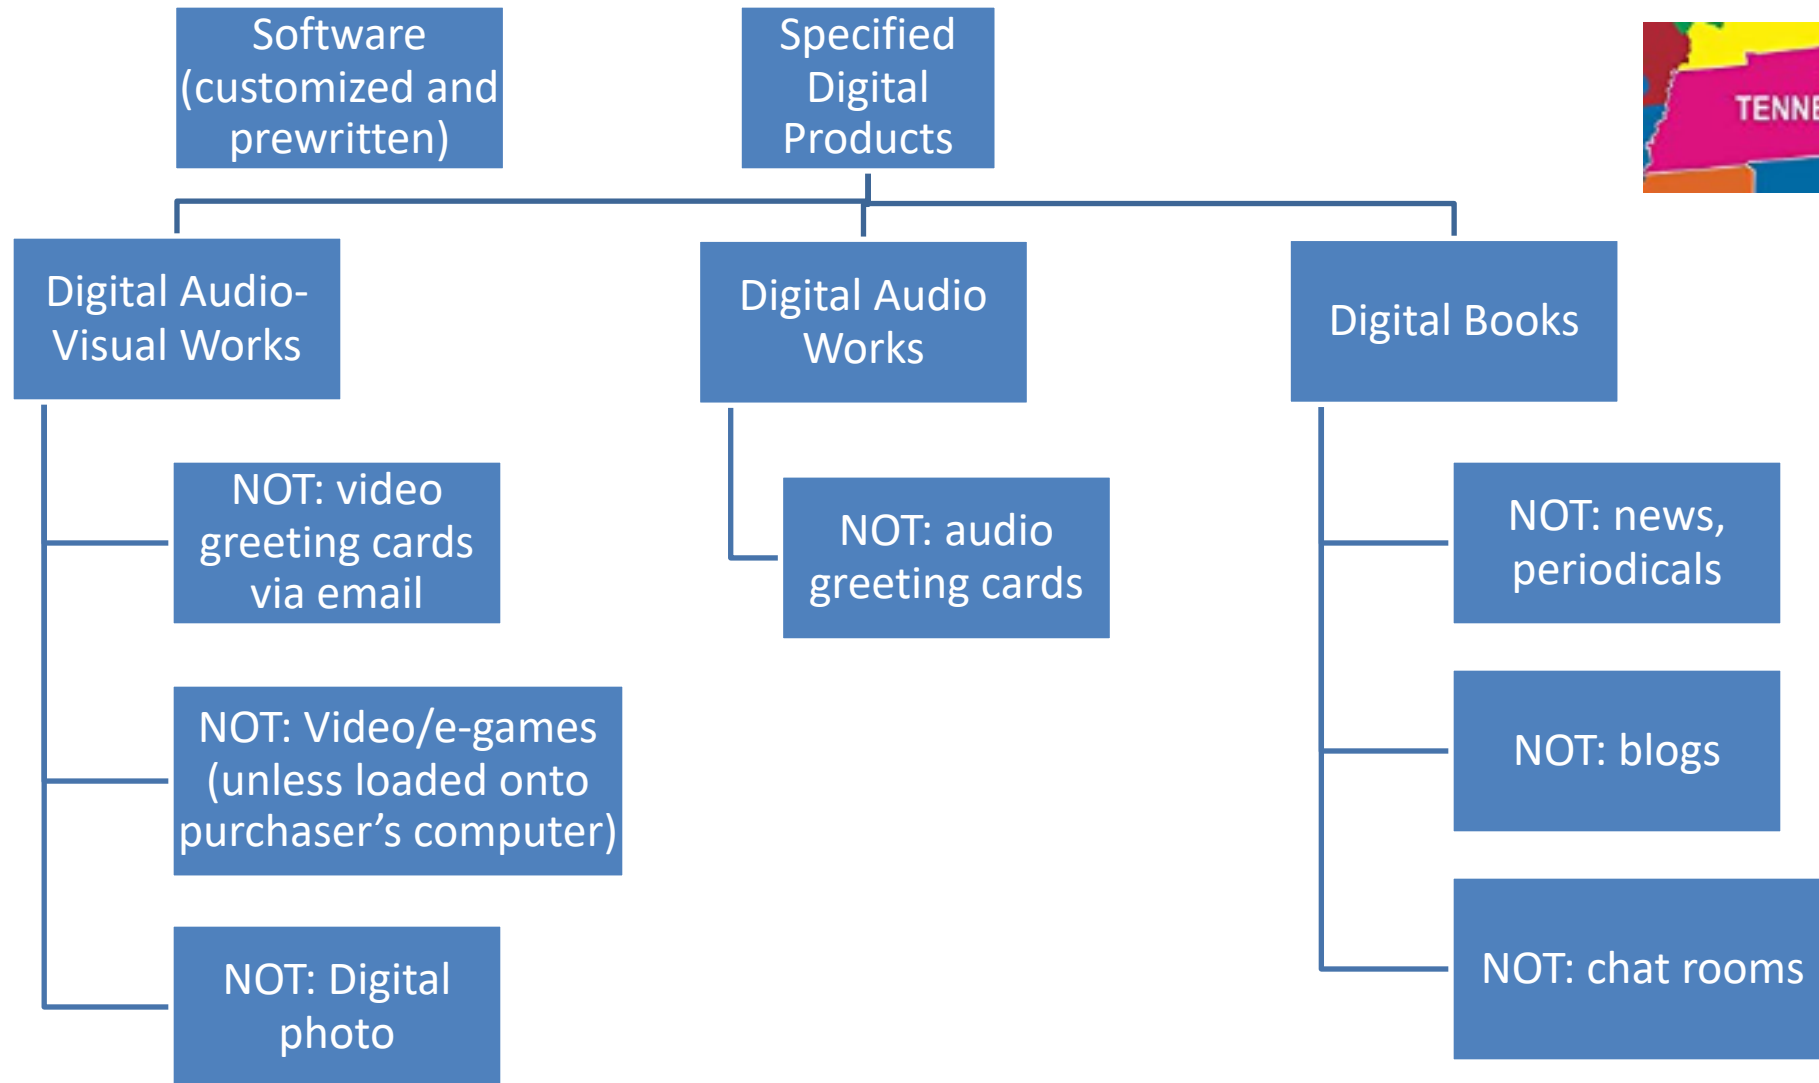 Software
(customized and
prewritten)
Specified
Digital
Products
TENNE
Digital Audio-
Visual Works
Digital Audio
Works
Digital Books
NOT: video
greeting cards
via email
NOT: audio
greeting cards
NOT: news,
periodicals
NOT: Video/e-games
(unless loaded onto
purchaser’s computer)
NOT: blogs
NOT: Digital
photo
NOT: chat rooms